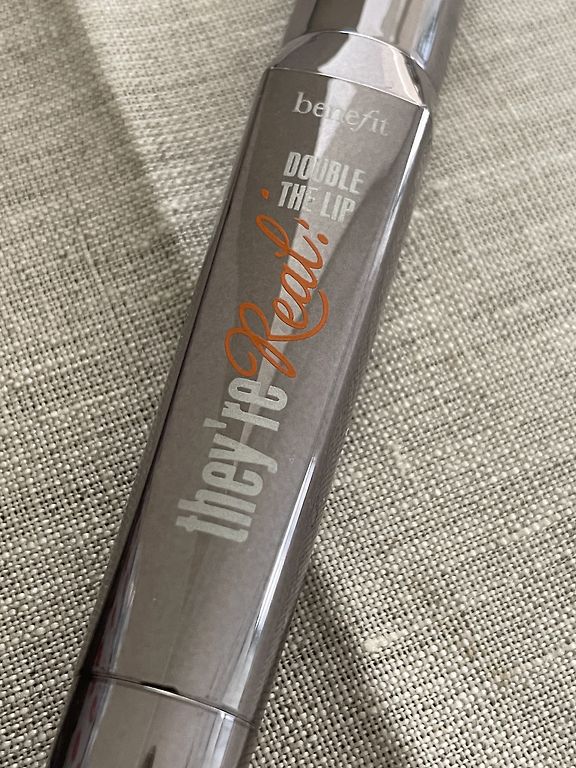 benefit
DOUBLE
THE LIP
they're Real!